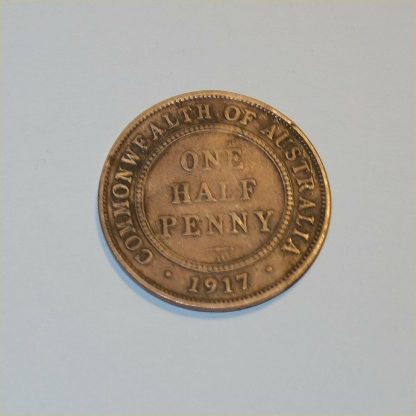 COMMONWEALTH OF AUSTRALIA
ONE
HALF
PENNY
1917